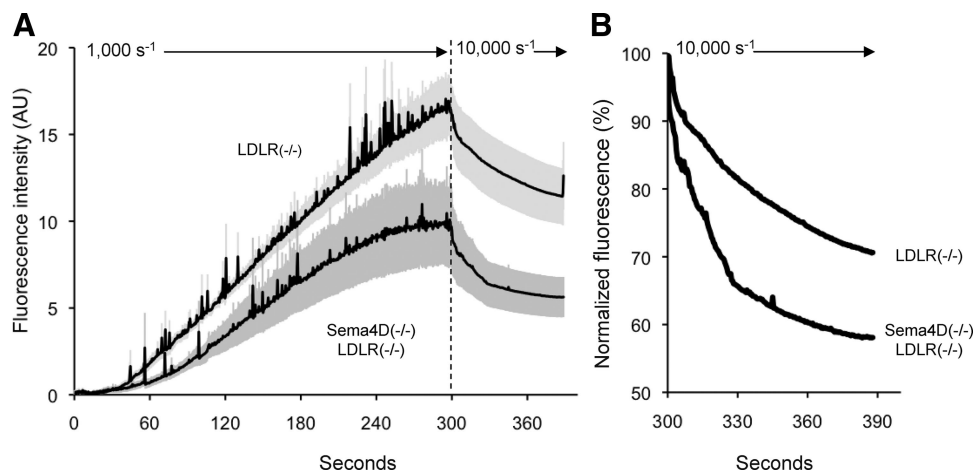 A
1,000 s-1
10,000 s-1
Fluorescence intensity (AU)
20
15
10
5
0
LDLR(-/-)
Sema4D(-/-)
LDLR(-/-)
0
60
120
180
240
300
360
Seconds
B
10,000 s-1
Normalized fluorescence (%)
100
90
80
70
60
50
LDLR(-/-)
Sema4D(-/-)
LDLR(-/-)
300
330
360
390
Seconds